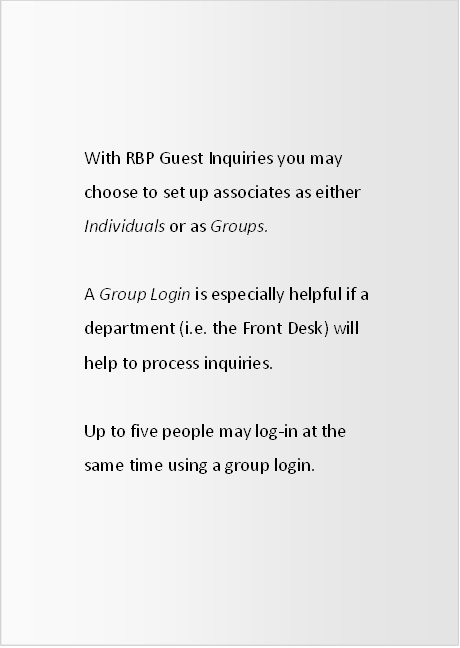 With RBP Guest Inquiries you may
choose to set up associates as either
Individuals or as Groups.
A Group Login is especially helpful if a
department (i.e. the Front Desk) will
help to process inquiries.
Up to five people may log-in at the
same time using a group login.